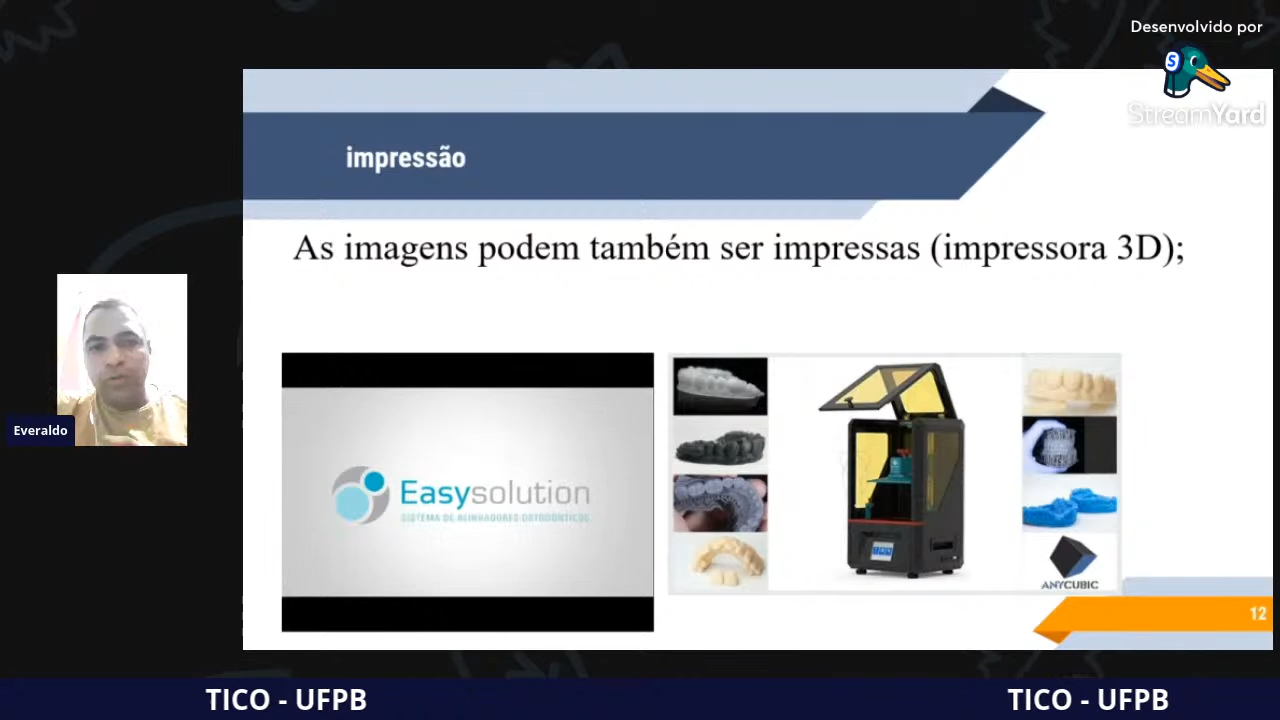 Desenvolvido por
S
StreamYard
impressão
As imagens podem também ser impressas (impressora 3D);
Easysolution
SISTEMA DE ALINHADORES ORTODÔNTICOS
ANYCUBIC
Everaldo
12
TICO - UFPB
TICO - UFPB